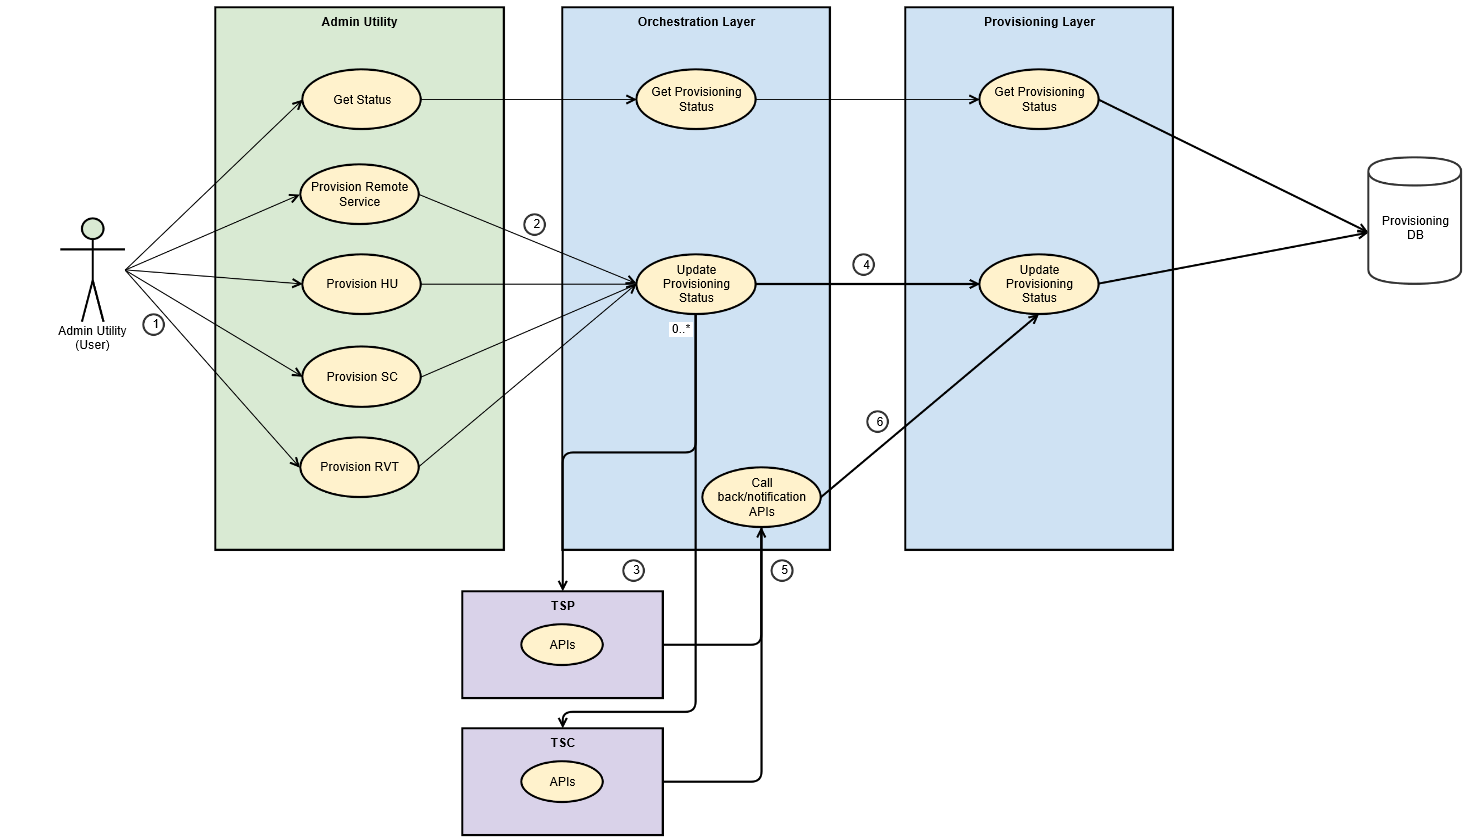 Admin Utility
Orchestration Layer
Provisioning Layer
Get Status
Get Provisioning
Status
Get Provisioning
Status
Provision Remote
Service
2
Provisioning
DB
Provision HU
Update
Provisioning
Status
4
Update
Provisioning
Status
Admin Utility
(User)
1
0..*
Provision SC
6
Provision RVT
Call
back/notification
APIs
3
5
TSP
APIs
TSC
APIs